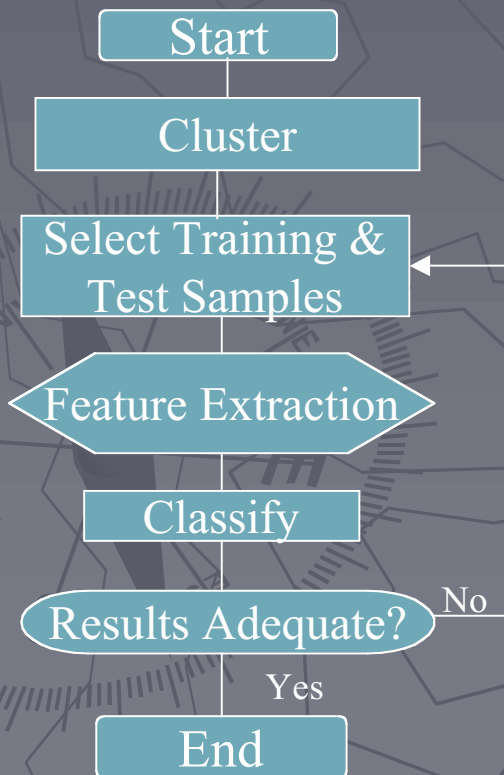 Start
Cluster
Select Training &
Test Samples
Feature Extraction
Classify
Results Adequate?
No
Yes
End